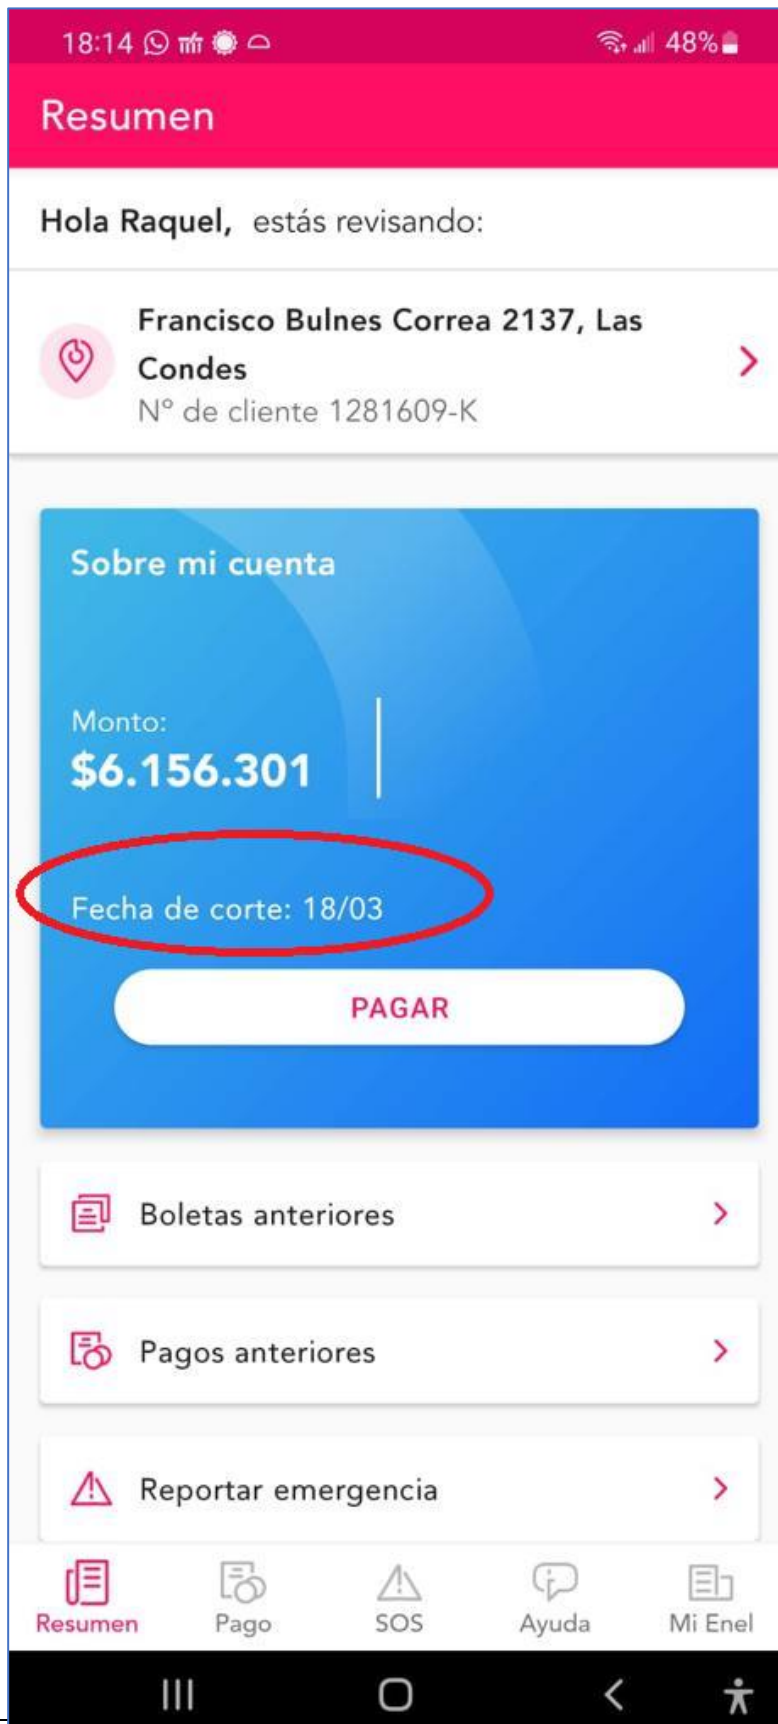 18:14 48%
Resumen
Hola Raquel, estás revisando:
Francisco Bulnes Correa 2137, Las
Condes
Nº de cliente 1281609-K
Sobre mi cuenta
Monto:
$6.156.301
Fecha de corte: 18/03
PAGAR
Boletas anteriores
Pagos anteriores
Reportar emergencia
Resumen Pago SOS Ayuda Mi Enel